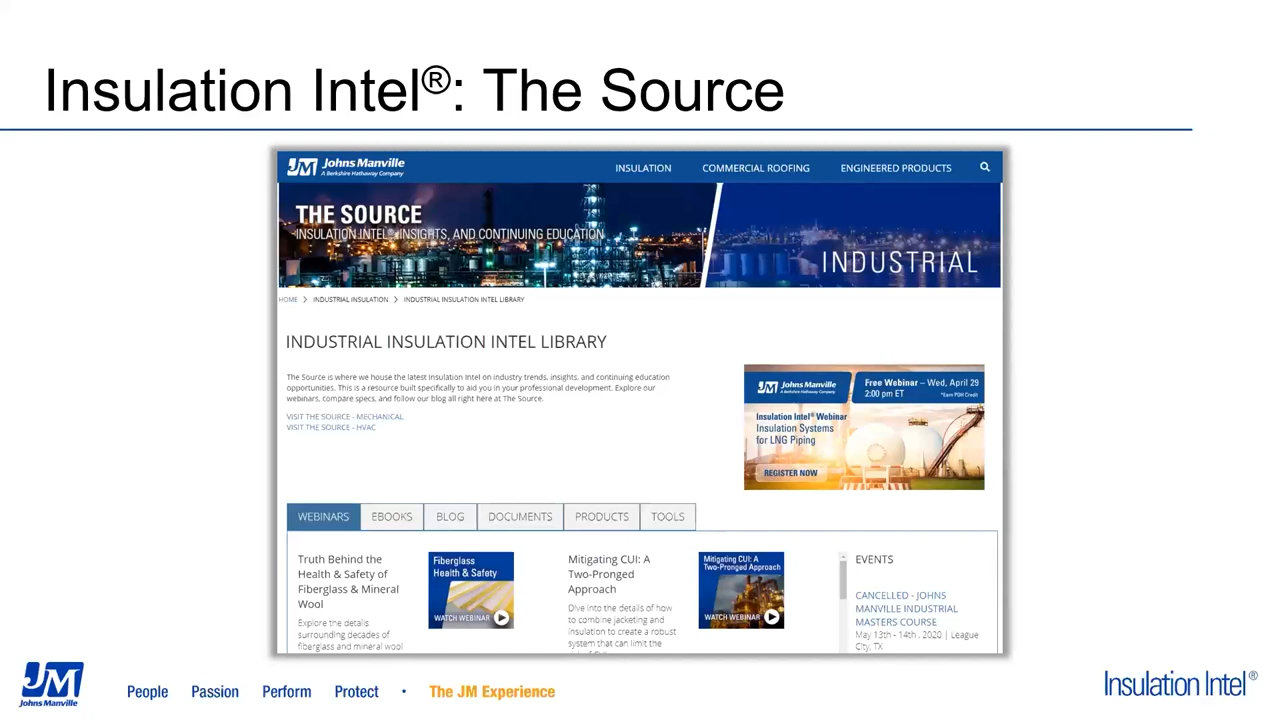 Insulation Intel®: The Source
JM Johns Manville
A Berkshire Hathaway Company
INSULATION COMMERCIAL ROOFING ENGINEERED PRODUCTS
THE SOURCE
INSULATION INTEL®, INSIGHTS, AND CONTINUING EDUCATION
INDUSTRIAL
HOME > INDUSTRIAL INSULATION > INDUSTRIAL INSULATION INTEL LIBRARY
INDUSTRIAL INSULATION INTEL LIBRARY
The Source is where we house the latest Insulation Intel on industry trends, insights, and continuing education
opportunities. This is a resource built specifically to aid you in your professional development. Explore our
webinars, compare specs, and follow our blog all right here at The Source.
VISIT THE SOURCE - MECHANICAL
VISIT THE SOURCE - HVAC
JM Johns Manville
A Berkshire Hathaway Company
Free Webinar – Wed, April 29
2:00 pm ET
*Earn PDH Credit
Insulation Intel® Webinar
Insulation Systems
for LNG Piping
REGISTER NOW
WEBINARS EBOOKS BLOG DOCUMENTS PRODUCTS TOOLS
Truth Behind the
Health & Safety of
Fiberglass & Mineral
Wool
Explore the details
surrounding decades of
fiberglass and mineral wool
Fiberglass
Health & Safety
WATCH WEBINAR
Mitigating CUI: A
Two-Pronged
Approach
Dive into the details of how
to combine jacketing and
insulation to create a robust
system that can limit the
Mitigating CUI: A
Two-Pronged Approach
WATCH WEBINAR
EVENTS
CANCELLED - JOHNS
MANVILLE INDUSTRIAL
MASTERS COURSE
May 13th - 14th , 2020 | League
City, TX
JM
Johns Manville
People Passion Perform Protect • The JM Experience
Insulation Intel®